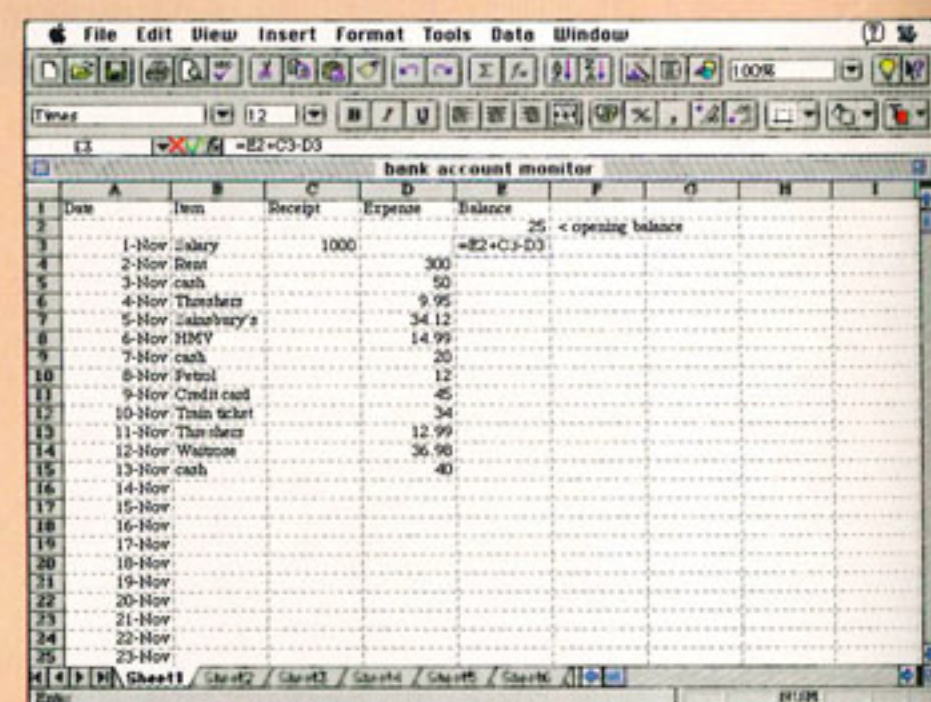 File Edit View Insert Format Tools Data Window
100%
Times 12 B I U
E3 =E2+C3-D3
bank account monitor
A B C D E F G H I
1 Date Item Receipt Expense Balance
2 25 < opening balance
3 1-Nov Salary 1000 =E2+C3-D3
4 2-Nov Rent 300
5 3-Nov cash 50
6 4-Nov Threshers 9.95
7 5-Nov Sainsbury's 34.12
8 6-Nov HMV 14.99
9 7-Nov cash 20
10 8-Nov Petrol 12
11 9-Nov Credit card 45
12 10-Nov Train ticket 34
13 11-Nov Threshers 12.99
14 12-Nov Waitrose 36.98
15 13-Nov cash 40
16 14-Nov
17 15-Nov
18 16-Nov
19 17-Nov
20 18-Nov
21 19-Nov
22 20-Nov
23 21-Nov
24 22-Nov
25 23-Nov
Sheet1 Sheet2 Sheet3 Sheet4 Sheet5 Sheet6
Enter NUM